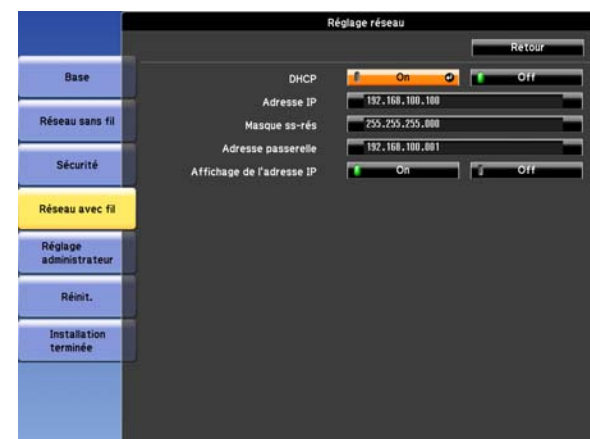 Réglage réseau
Retour
Base
Réseau sans fil
Sécurité
Réseau avec fil
Réglage
administrateur
Réinit.
Installation
terminée
DHCP On Off
Adresse IP 192.168.100.100
Masque ss-rés 255.255.255.000
Adresse passerelle 192.168.100.001
Affichage de l'adresse IP On Off